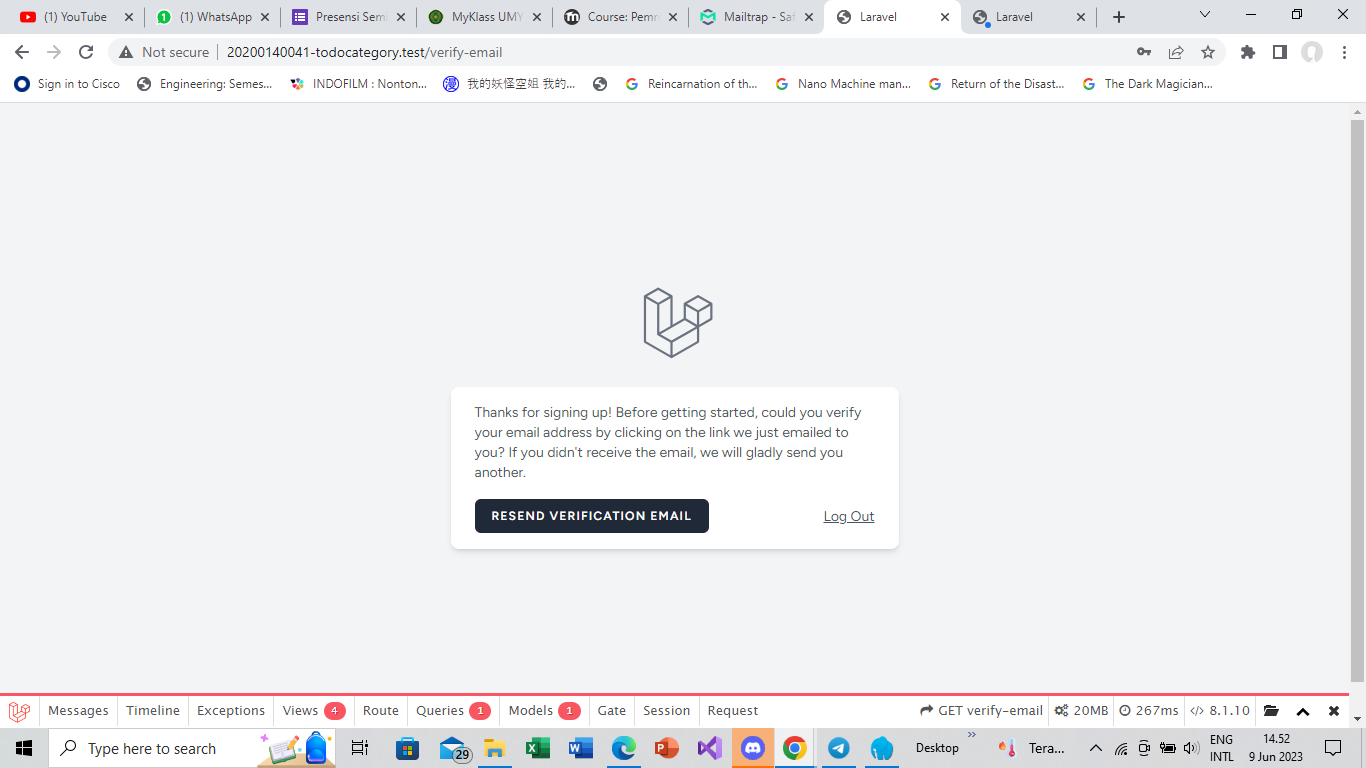 (1) YouTube
(1) WhatsApp
Presensi Semi
MyKlass UMY
Course: Pemr
Mailtrap - Saf
Laravel
Laravel
Not secure
20200140041-todocategory.test/verify-email
Sign in to Cisco
Engineering: Semes...
INDOFILM : Nonton...
我的妖怪空姐 我的...
Reincarnation of th...
Nano Machine man...
Return of the Disast...
The Dark Magician...
Thanks for signing up! Before getting started, could you verify
your email address by clicking on the link we just emailed to
you? If you didn't receive the email, we will gladly send you
another.
RESEND VERIFICATION EMAIL
Log Out
Messages
Timeline
Exceptions
Views 4
Route
Queries 1
Models 1
Gate
Session
Request
GET verify-email
20MB
267ms
8.1.10
Type here to search
29
Desktop
Tera...
ENG
INTL
14.52
9 Jun 2023